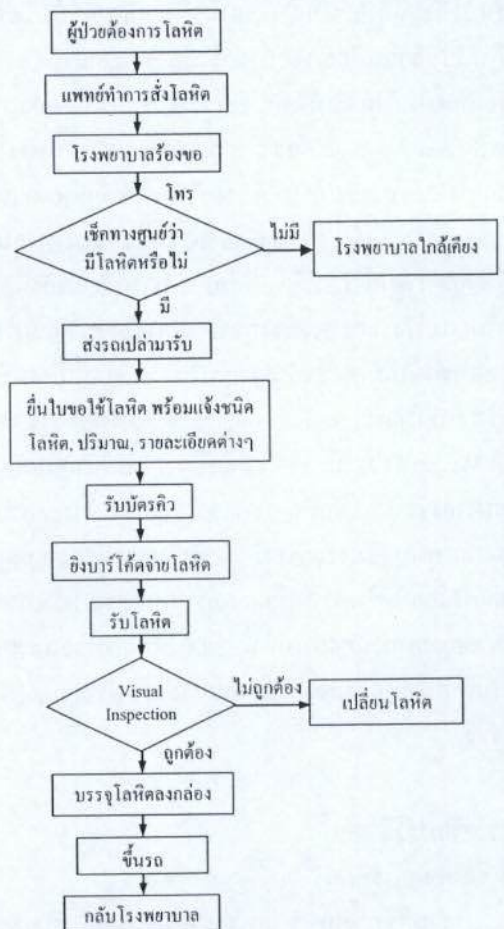 ผู้ป่วยต้องการโลหิต
แพทย์ทำการสั่งโลหิต
โรงพยาบาลร้องขอ
โทร
เช็คทางศูนย์ว่า
มีโลหิตหรือไม่
ไม่มี
โรงพยาบาลใกล้เคียง
มี
ส่งรถเปล่ามารับ
ยื่นใบขอใช้โลหิต พร้อมแจ้งชนิด
โลหิต, ปริมาณ, รายละเอียดต่างๆ
รับบัตรคิว
ยิงบาร์โค้ดจ่ายโลหิต
รับโลหิต
Visual
Inspection
ไม่ถูกต้อง
เปลี่ยนโลหิต
ถูกต้อง
บรรจุโลหิตลงกล่อง
ขึ้นรถ
กลับโรงพยาบาล